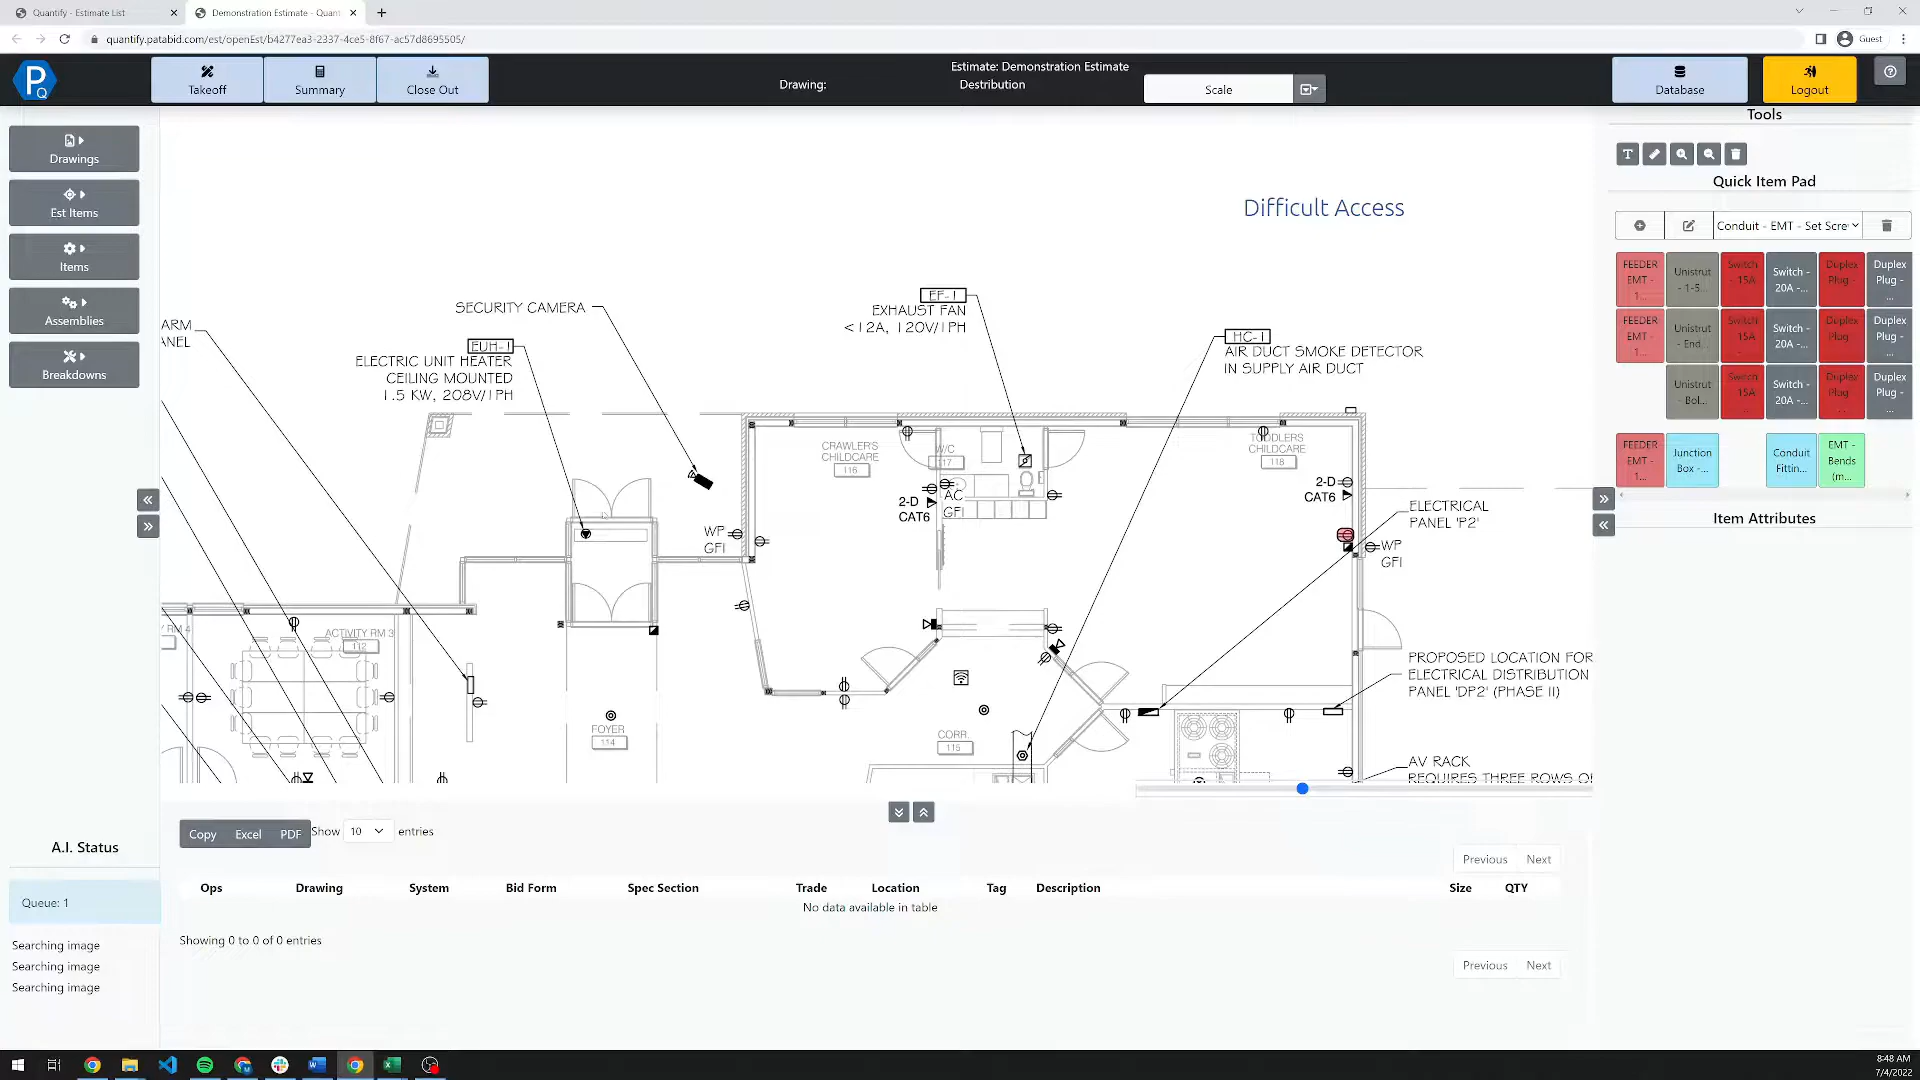 Quantify - Estimate List
Demonstration Estimate - Quan
quantify.patabid.com/est/openEst/b4277ea3-2337-4ce5-8f67-ac57d8695505/
Guest
P
Q
Takeoff
Summary
Close Out
Drawing:
Estimate: Demonstration Estimate
Destribution
Scale
Database
Logout
Drawings
Est Items
Items
Assemblies
Breakdowns
A.I. Status
Queue: 1
Searching image
Searching image
Searching image
Difficult Access
SECURITY CAMERA
EF-1
EXHAUST FAN
<12A, 120V/1PH
ARM
ANEL
EUH-1
ELECTRIC UNIT HEATER
CEILING MOUNTED
1.5 KW, 208V/1PH
HC-1
AIR DUCT SMOKE DETECTOR
IN SUPPLY AIR DUCT
CRAWLER'S
CHILDCARE
116
W/C
117
TODDLERS
CHILDCARE
118
2-D
CAT6
AC
GFI
2-D
CAT6
WP
GFI
WP
GFI
ELECTRICAL
PANEL 'P2'
RM 4
ACTIVITY RM 3
112
FOYER
114
CORR.
115
PROPOSED LOCATION FOR
ELECTRICAL DISTRIBUTION
PANEL 'DP2' (PHASE II)
AV RACK
REQUIRES THREE ROWS OF
Tools
T
Quick Item Pad
Conduit - EMT - Set Scre
FEEDER EMT - 1...
Unistrut - 1-5...
Switch - 15A
Switch - 20A -...
Duplex Plug -
Duplex Plug - ...
FEEDER EMT - 1...
Unistrut - End...
Switch - 15A -
Switch - 20A -...
Duplex Plug -
Duplex Plug - ...
Unistrut - Bol...
Switch - 15A ...
Switch - 20A -...
Duplex Plug - ...
Duplex Plug - ...
FEEDER EMT - 1...
Junction Box -...
Conduit Fittin...
EMT - Bends (m...
Item Attributes
Copy Excel PDF Show 10 entries
Previous Next
Ops Drawing System Bid Form Spec Section Trade Location Tag Description Size QTY
No data available in table
Showing 0 to 0 of 0 entries
Previous Next
8:48 AM
7/4/2022